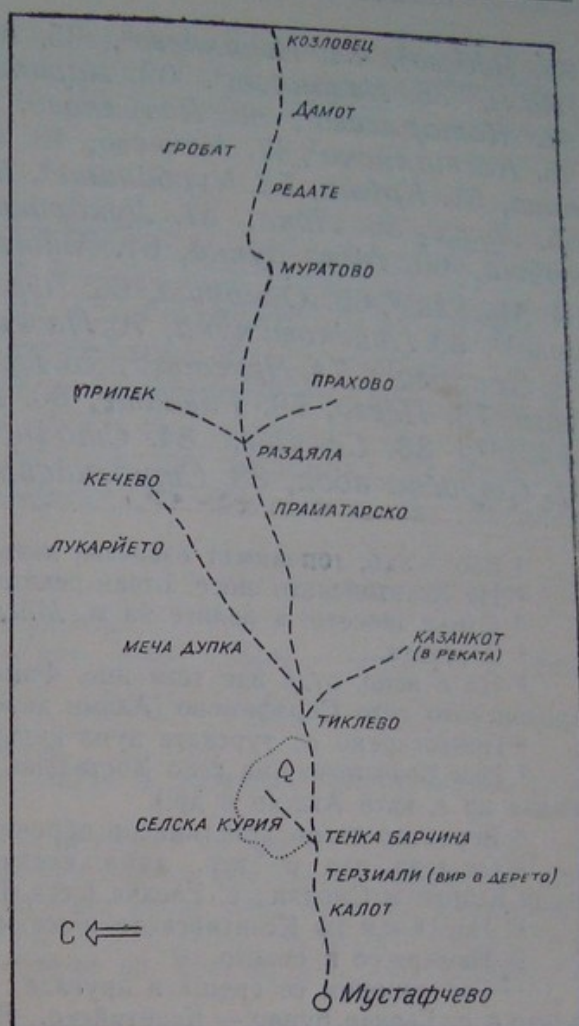 КОЗЛОВЕЦ
ДАМОТ
ГРОБАТ
РЕДАТЕ
МУРАТОВО
ПРИПЕК
ПРАХОВО
РАЗДЯЛА
КЕЧЕВО
ПРАМАТАРСКО
ЛУКАРЙЕТО
КАЗАНКОТ
(В РЕКАТА)
МЕЧА ДУПКА
ТИКЛЕВО
СЕЛСКА КУРИЯ
ТЕНКА БАРЧИНА
ТЕРЗИАЛИ (ВИР В ДЕРЕТО)
КАЛОТ
С
Мустафчево